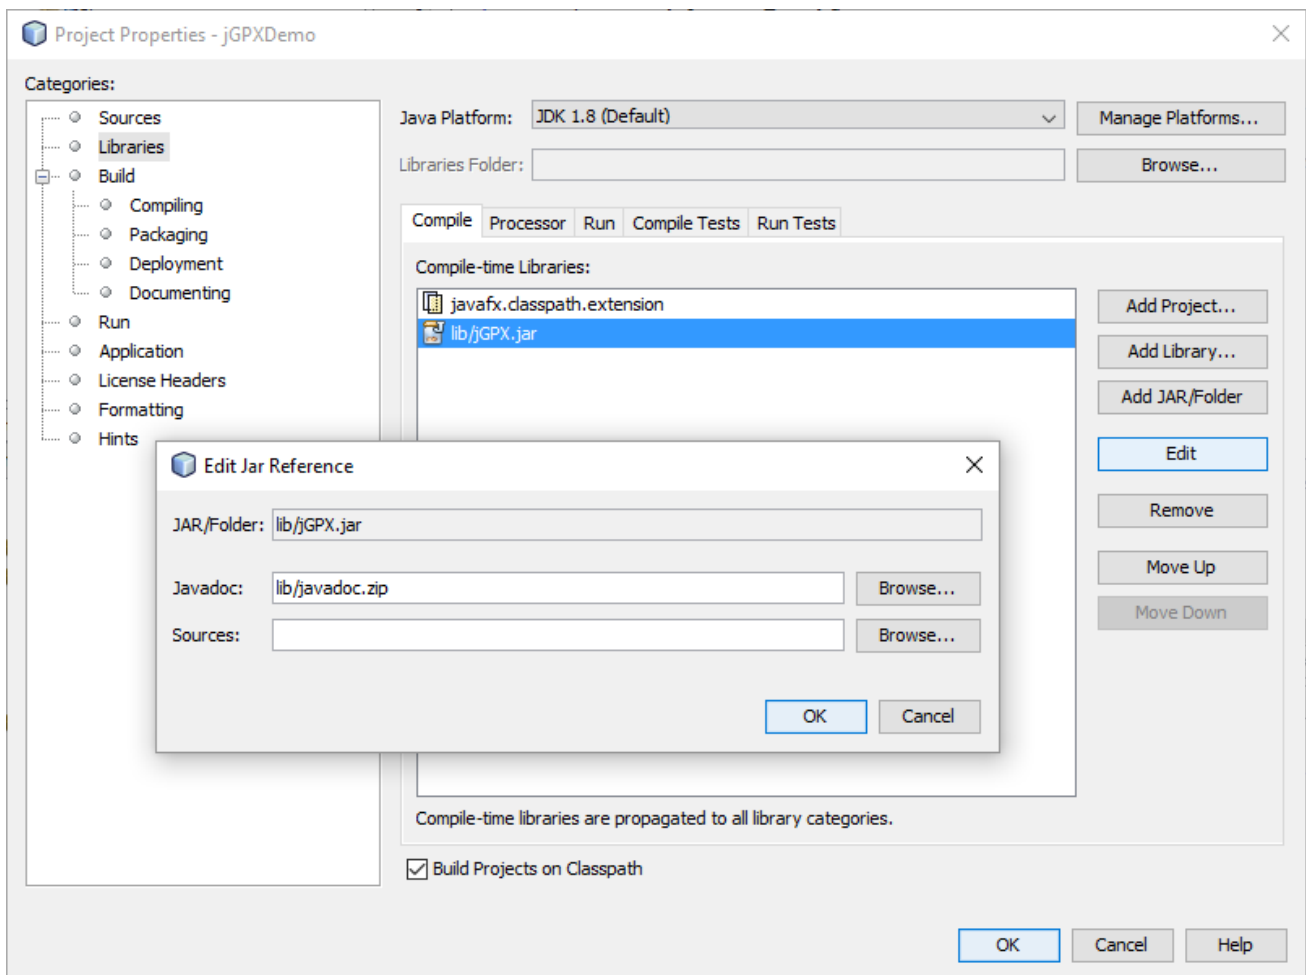 Project Properties - jGPXDemo
Categories:
Sources
Libraries
Build
Compiling
Packaging
Deployment
Documenting
Run
Application
License Headers
Formatting
Hints
Java Platform: JDK 1.8 (Default) Manage Platforms...
Libraries Folder: Browse...
Compile Processor Run Compile Tests Run Tests
Compile-time Libraries:
javafx.classpath.extension
lib/jGPX.jar
Add Project...
Add Library...
Add JAR/Folder
Edit
Remove
Move Up
Move Down
Edit Jar Reference
JAR/Folder: lib/jGPX.jar
Javadoc: lib/javadoc.zip Browse...
Sources: Browse...
OK Cancel
Compile-time libraries are propagated to all library categories.
Build Projects on Classpath
OK Cancel Help